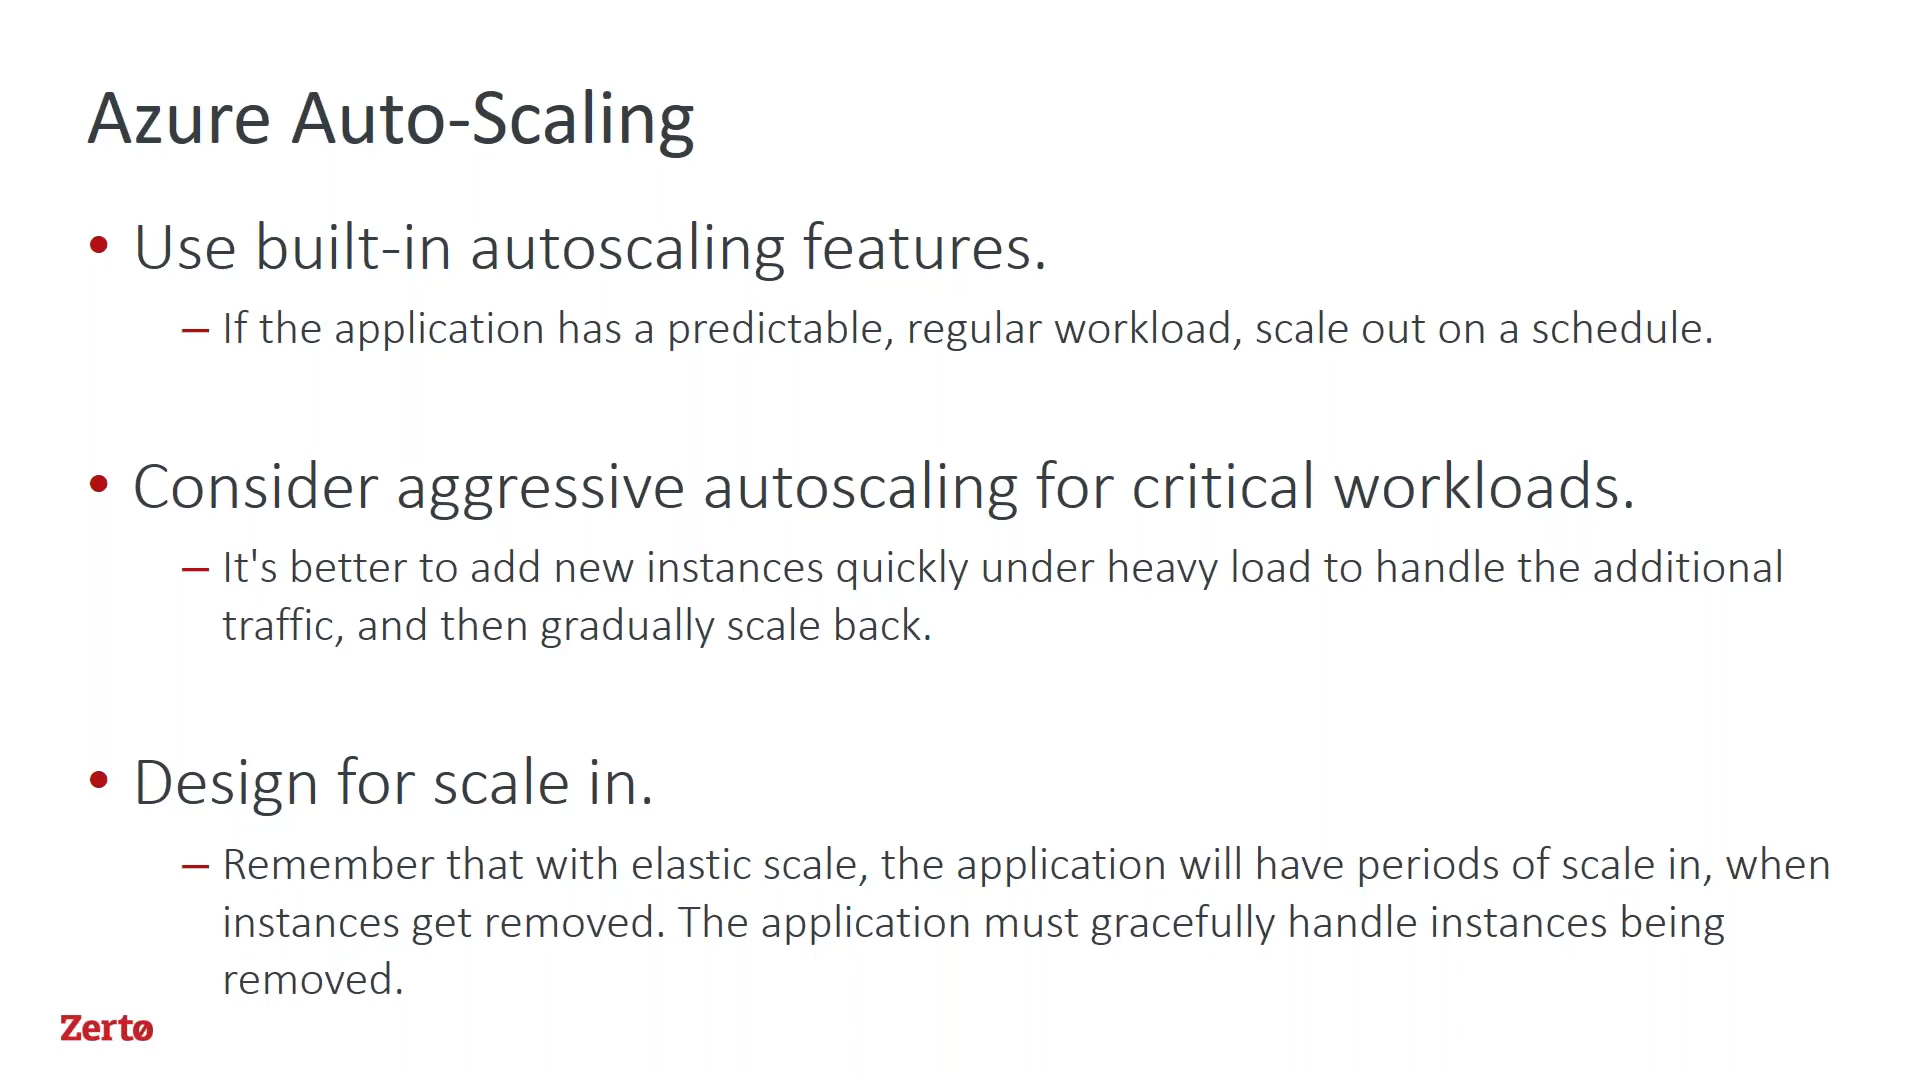 Azure Auto-Scaling
• Use built-in autoscaling features.
– If the application has a predictable, regular workload, scale out on a schedule.
• Consider aggressive autoscaling for critical workloads.
– It's better to add new instances quickly under heavy load to handle the additional
traffic, and then gradually scale back.
• Design for scale in.
– Remember that with elastic scale, the application will have periods of scale in, when
instances get removed. The application must gracefully handle instances being
removed.
Zerto